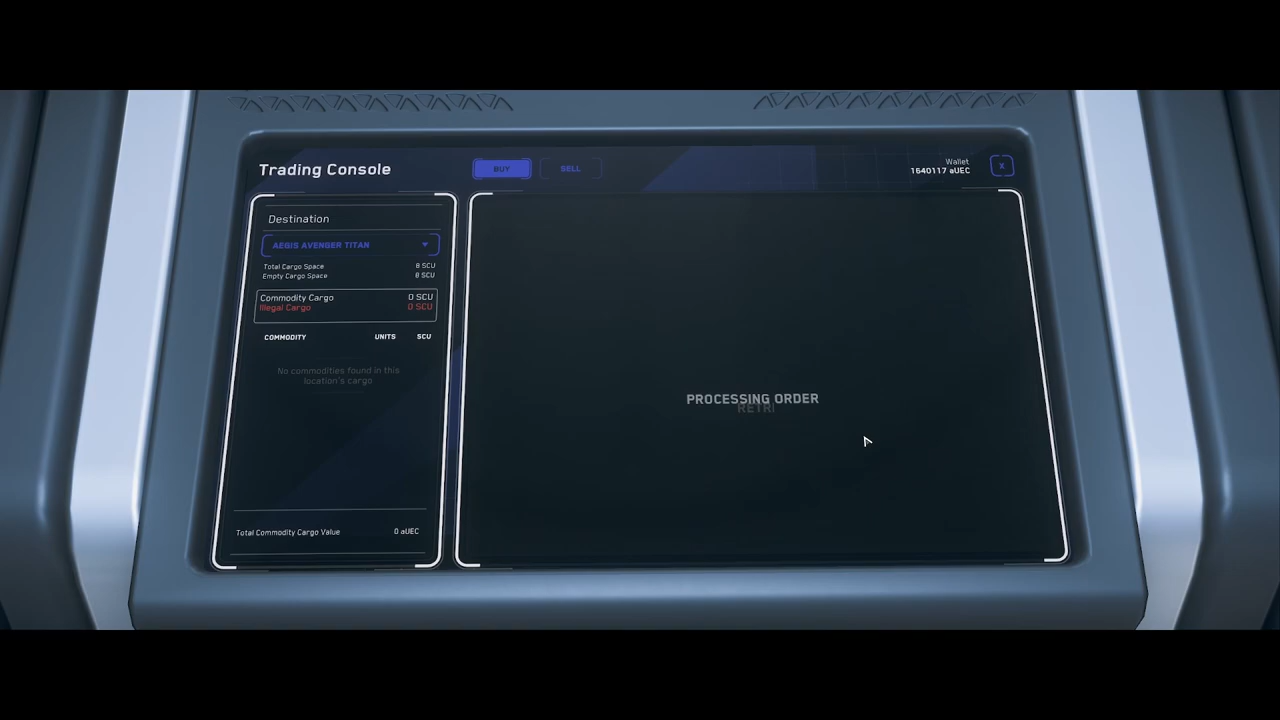 Trading Console
BUY
SELL
Wallet
1640117 aUEC
X
Destination
AEGIS AVENGER TITAN
Total Cargo Space 8 SCU
Empty Cargo Space 8 SCU
Commodity Cargo 0 SCU
Illegal Cargo 0 SCU
COMMODITY UNITS SCU
No commodities found in this
location's cargo
Total Commodity Cargo Value 0 aUEC
PROCESSING ORDER
RETRI